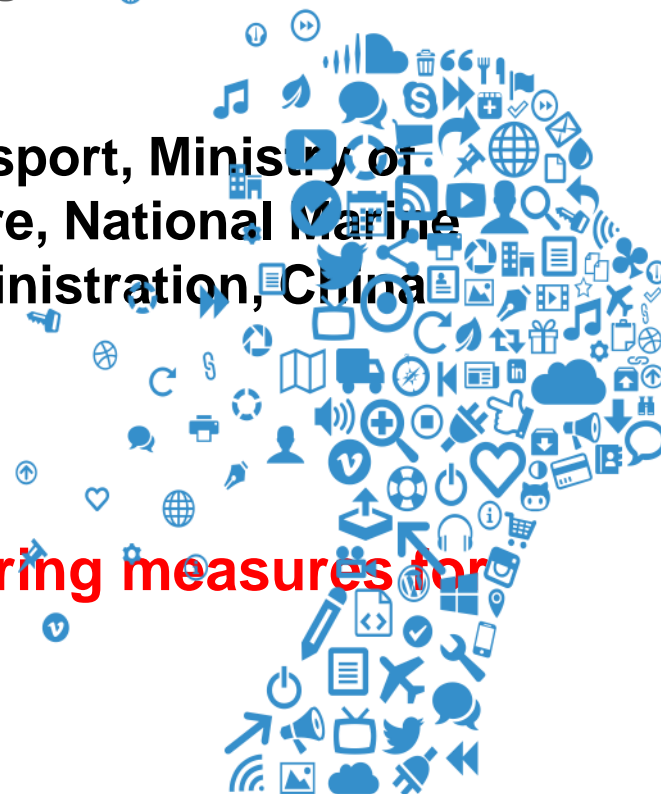 sport, Ministry of
re, National Marine
inistration, China
ring measures for